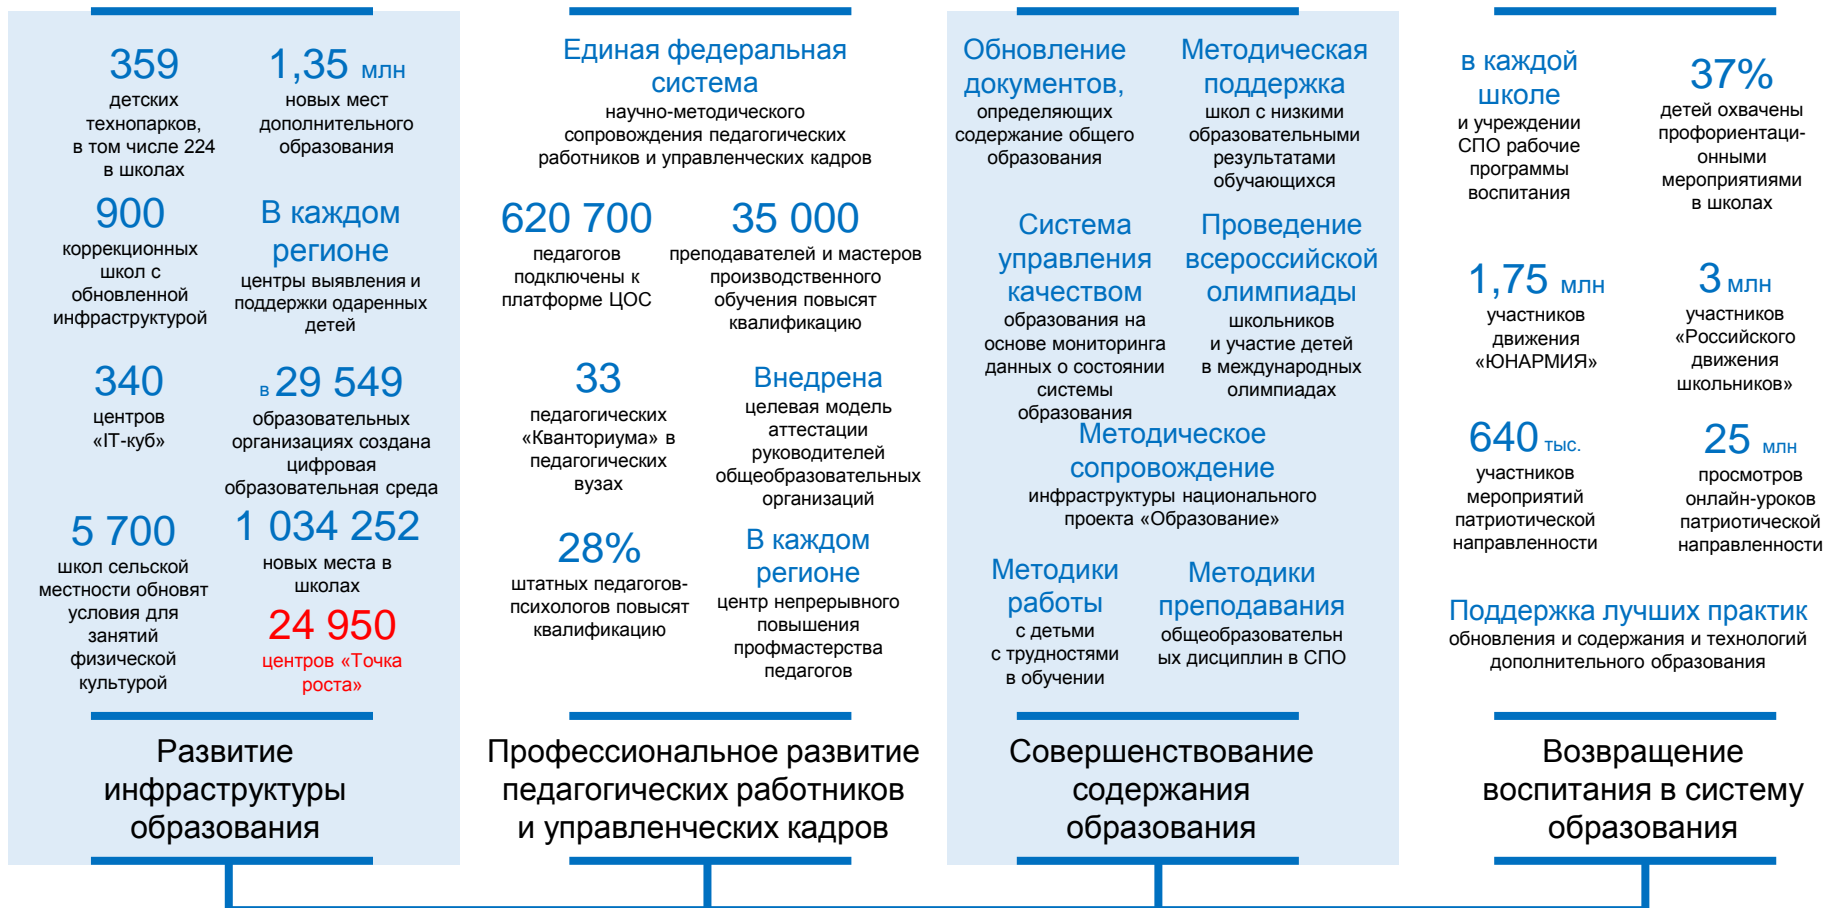 359
детских
технопарков,
в том числе 224
в школах
1,35 млн
новых мест
дополнительного
образования
900
коррекционных
школ с
обновленной
инфраструктурой
В каждом
регионе
центры выявления и
поддержки одаренных
детей
340
центров
«IT-куб»
в 29 549
образовательных
организациях создана
цифровая
образовательная среда
5 700
школ сельской
местности обновят
условия для
занятий
физической
культурой
1 034 252
новых места в
школах
24 950
центров «Точка
роста»
Развитие
инфраструктуры
образования
Единая федеральная
система
научно-методического
сопровождения педагогических
работников и управленческих кадров
620 700
педагогов
подключены к
платформе ЦОС
35 000
преподавателей и мастеров
производственного
обучения повысят
квалификацию
33
педагогических
«Кванториума» в
педагогических
вузах
Внедрена
целевая модель
аттестации
руководителей
общеобразовательных
организаций
28%
штатных педагогов-
психологов повысят
квалификацию
В каждом
регионе
центр непрерывного
повышения
профмастерства
педагогов
Профессиональное развитие
педагогических работников
и управленческих кадров
Обновление
документов,
определяющих
содержание общего
образования
Методическая
поддержка
школ с низкими
образовательными
результатами
обучающихся
Система
управления
качеством
образования на
основе мониторинга
данных о состоянии
системы
образования
Проведение
всероссийской
олимпиады
школьников
и участие детей
в международных
олимпиадах
Методическое
сопровождение
инфраструктуры национального
проекта «Образование»
Методики
работы
с детьми
с трудностями
в обучении
Методики
преподавания
общеобразовательн
ых дисциплин в СПО
Совершенствование
содержания
образования
в каждой
школе
и учреждении
СПО рабочие
программы
воспитания
37%
детей охвачены
профориентаци-
онными
мероприятиями
в школах
1,75 млн
участников
движения
«ЮНАРМИЯ»
3 млн
участников
«Российского
движения
школьников»
640 тыс.
участников
мероприятий
патриотической
направленности
25 млн
просмотров
онлайн-уроков
патриотической
направленности
Поддержка лучших практик
обновления и содержания и технологий
дополнительного образования
Возвращение
воспитания в систему
образования